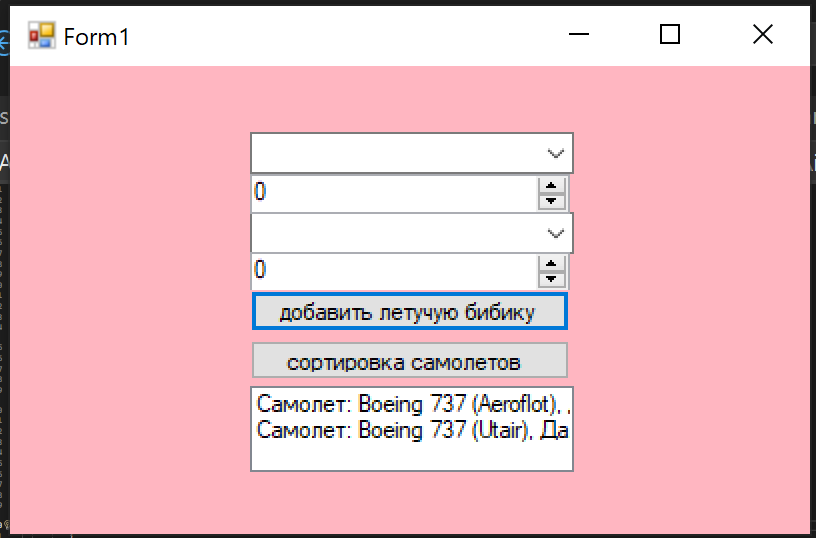 Form1
0
0
добавить летучую бибику
сортировка самолетов
Самолет: Boeing 737 (Aeroflot),
Самолет: Boeing 737 (Utair), Да